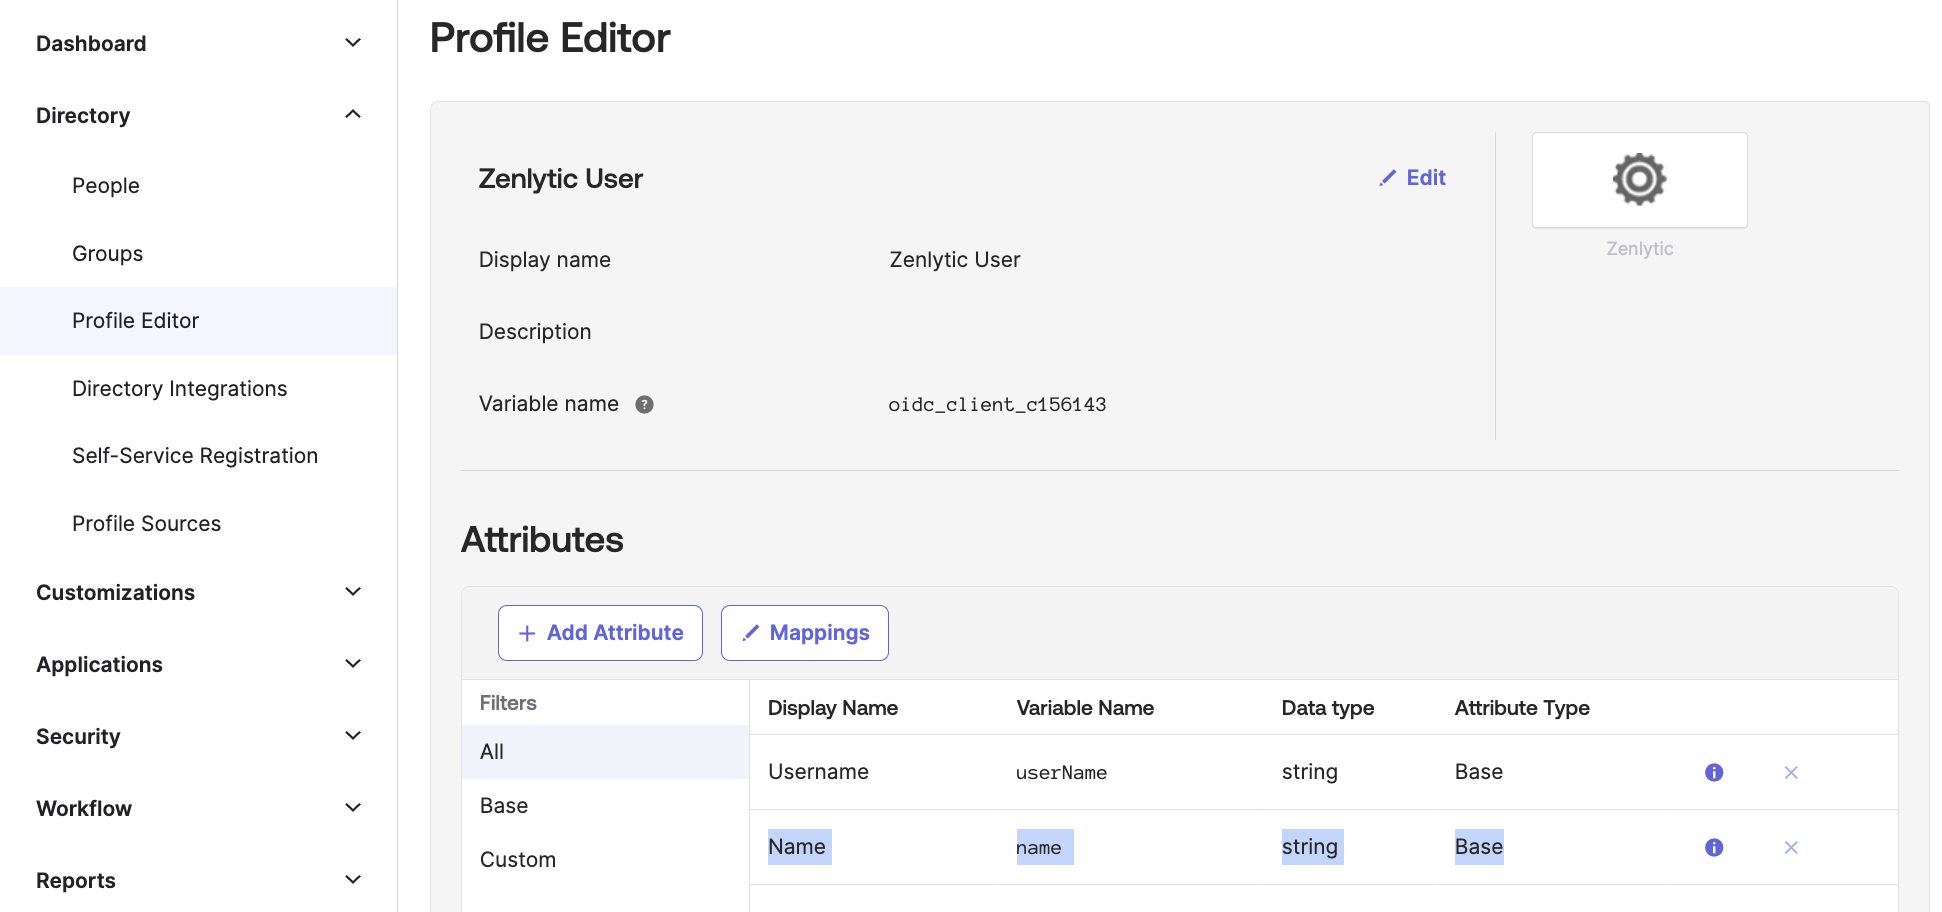 Dashboard
Directory
People
Groups
Profile Editor
Directory Integrations
Self-Service Registration
Profile Sources
Customizations
Applications
Security
Workflow
Reports
Profile Editor
Zenlytic User
Edit
Display name Zenlytic User
Description
Variable name ? oidc_client_c156143
Zenlytic
Attributes
+ Add Attribute
Mappings
Filters
All
Base
Custom
Display Name Variable Name Data type Attribute Type
Username userName string Base
Name name string Base